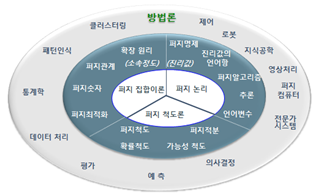 방법론
클러스터링
제어
로봇
패턴인식
확장 원리
(소속정도)
퍼지명제
(진리값)
진리값의
언어항
지식공학
퍼지관계
퍼지알고리즘
영상처리
통계학
퍼지숫자
퍼지 집합이론
퍼지 논리
추론
퍼지
컴퓨터
퍼지최적화
퍼지 척도론
언어변수
전문가
시스템
데이터 처리
퍼지척도
퍼지적분
확률척도
가능성 척도
평가
예 측
의사결정